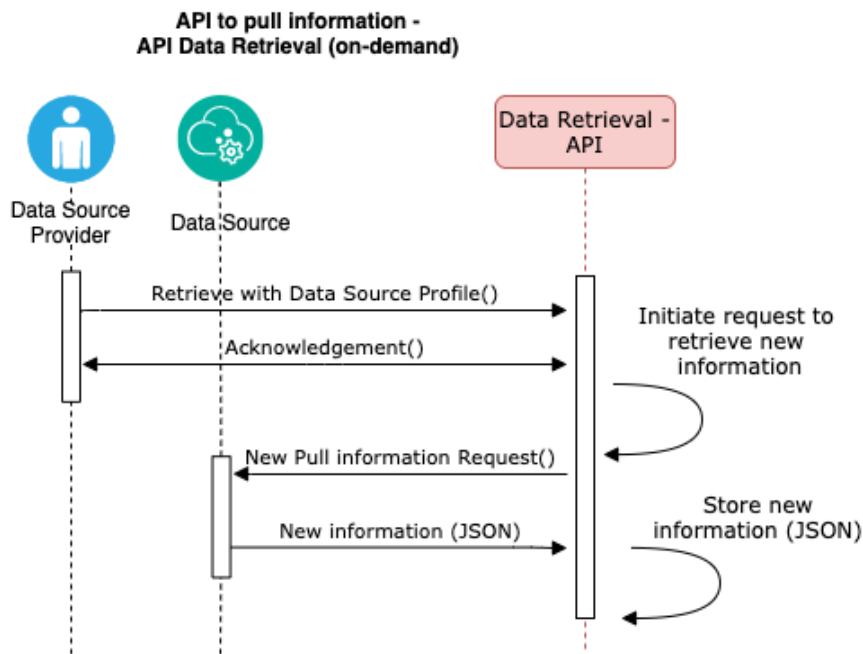 API to pull information -
API Data Retrieval (on-demand)
Data Retrieval -
API
Data Source
Provider
Data Source
Retrieve with Data Source Profile()
Initiate request to
retrieve new
information
Acknowledgement()
New Pull information Request()
Store new
information (JSON)
New information (JSON)